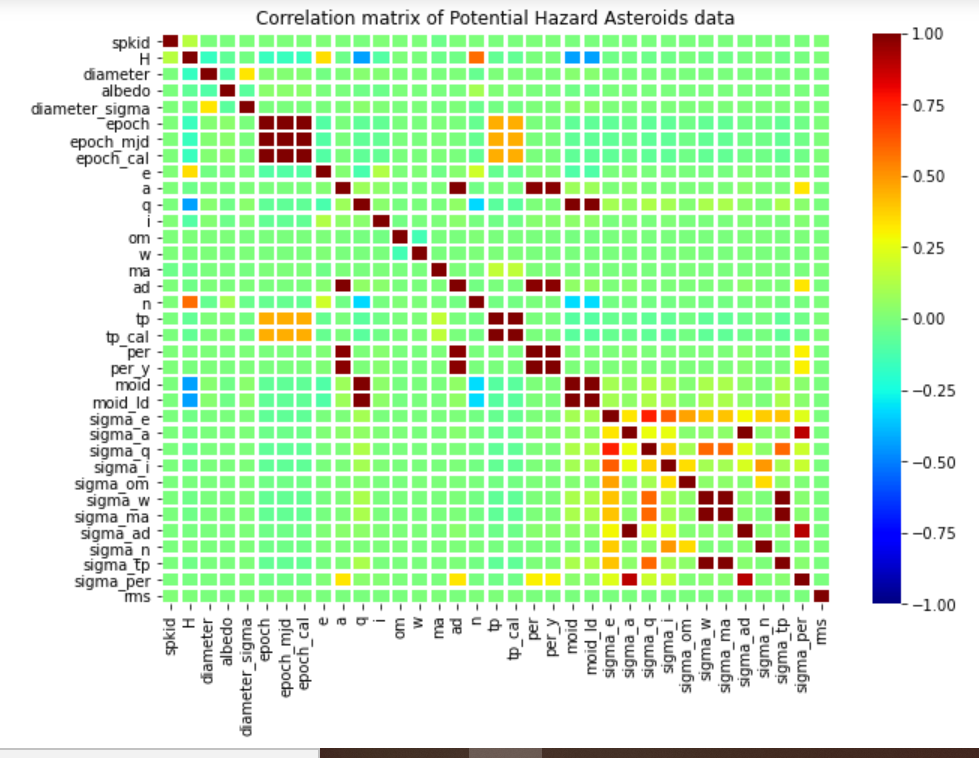 Correlation matrix of Potential Hazard Asteroids data
spkid
H
diameter
albedo
diameter_sigma
epoch
epoch_mjd
epoch_cal
e
a
q
i
om
w
ma
ad
n
tp
tp_cal
per
per_y
moid
moid_ld
sigma_e
sigma_a
sigma_q
sigma_i
sigma_om
sigma_w
sigma_ma
sigma_ad
sigma_n
sigma_tp
sigma_per
rms
spkid
H
diameter
albedo
diameter_sigma
epoch
epoch_mjd
epoch_cal
e
a
q
i
om
w
ma
ad
n
tp
tp_cal
per
per_y
moid
moid_ld
sigma_e
sigma_a
sigma_q
sigma_i
sigma_om
sigma_w
sigma_ma
sigma_ad
sigma_n
sigma_tp
sigma_per
rms
1.00
0.75
0.50
0.25
0.00
−0.25
−0.50
−0.75
−1.00